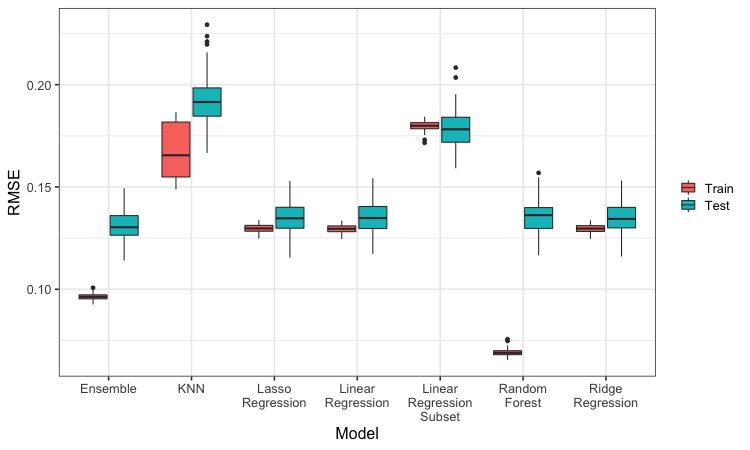 0.20
0.15
0.10
RMSE
Ensemble
KNN
Lasso
Regression
Linear
Regression
Linear
Regression
Subset
Random
Forest
Ridge
Regression
Model
Train
Test